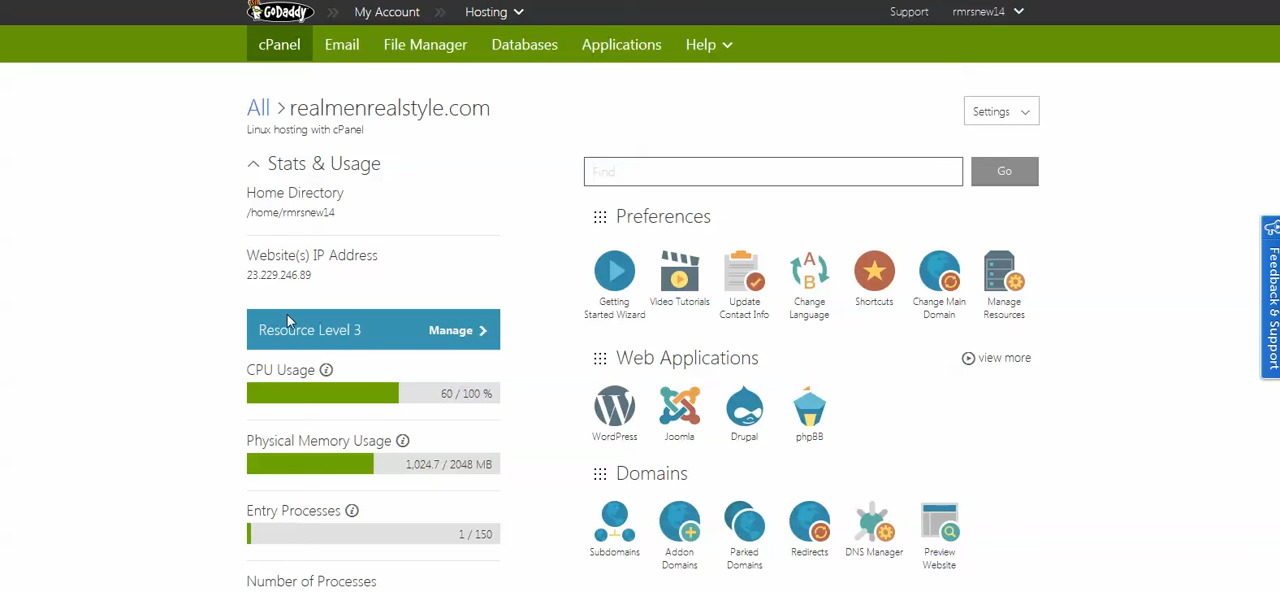 GoDaddy
My Account
Hosting
Support
rmrsnew14
cPanel
Email
File Manager
Databases
Applications
Help
All > realmenrealstyle.com
Linux hosting with cPanel
Settings
Stats & Usage
Home Directory
/home/rmrsnew14
Website(s) IP Address
23.229.246.89
Resource Level 3
Manage
CPU Usage
60 / 100 %
Physical Memory Usage
1,024.7 / 2048 MB
Entry Processes
1 / 150
Number of Processes
Find
Go
Preferences
Getting
Started Wizard
Video Tutorials
Update
Contact Info
A
B
Change
Language
Shortcuts
Change Main
Domain
Manage
Resources
Web Applications
view more
WordPress
Joomla
Drupal
phpBB
Domains
Subdomains
Addon
Domains
Parked
Domains
Redirects
DNS Manager
Preview
Website
Feedback & Support